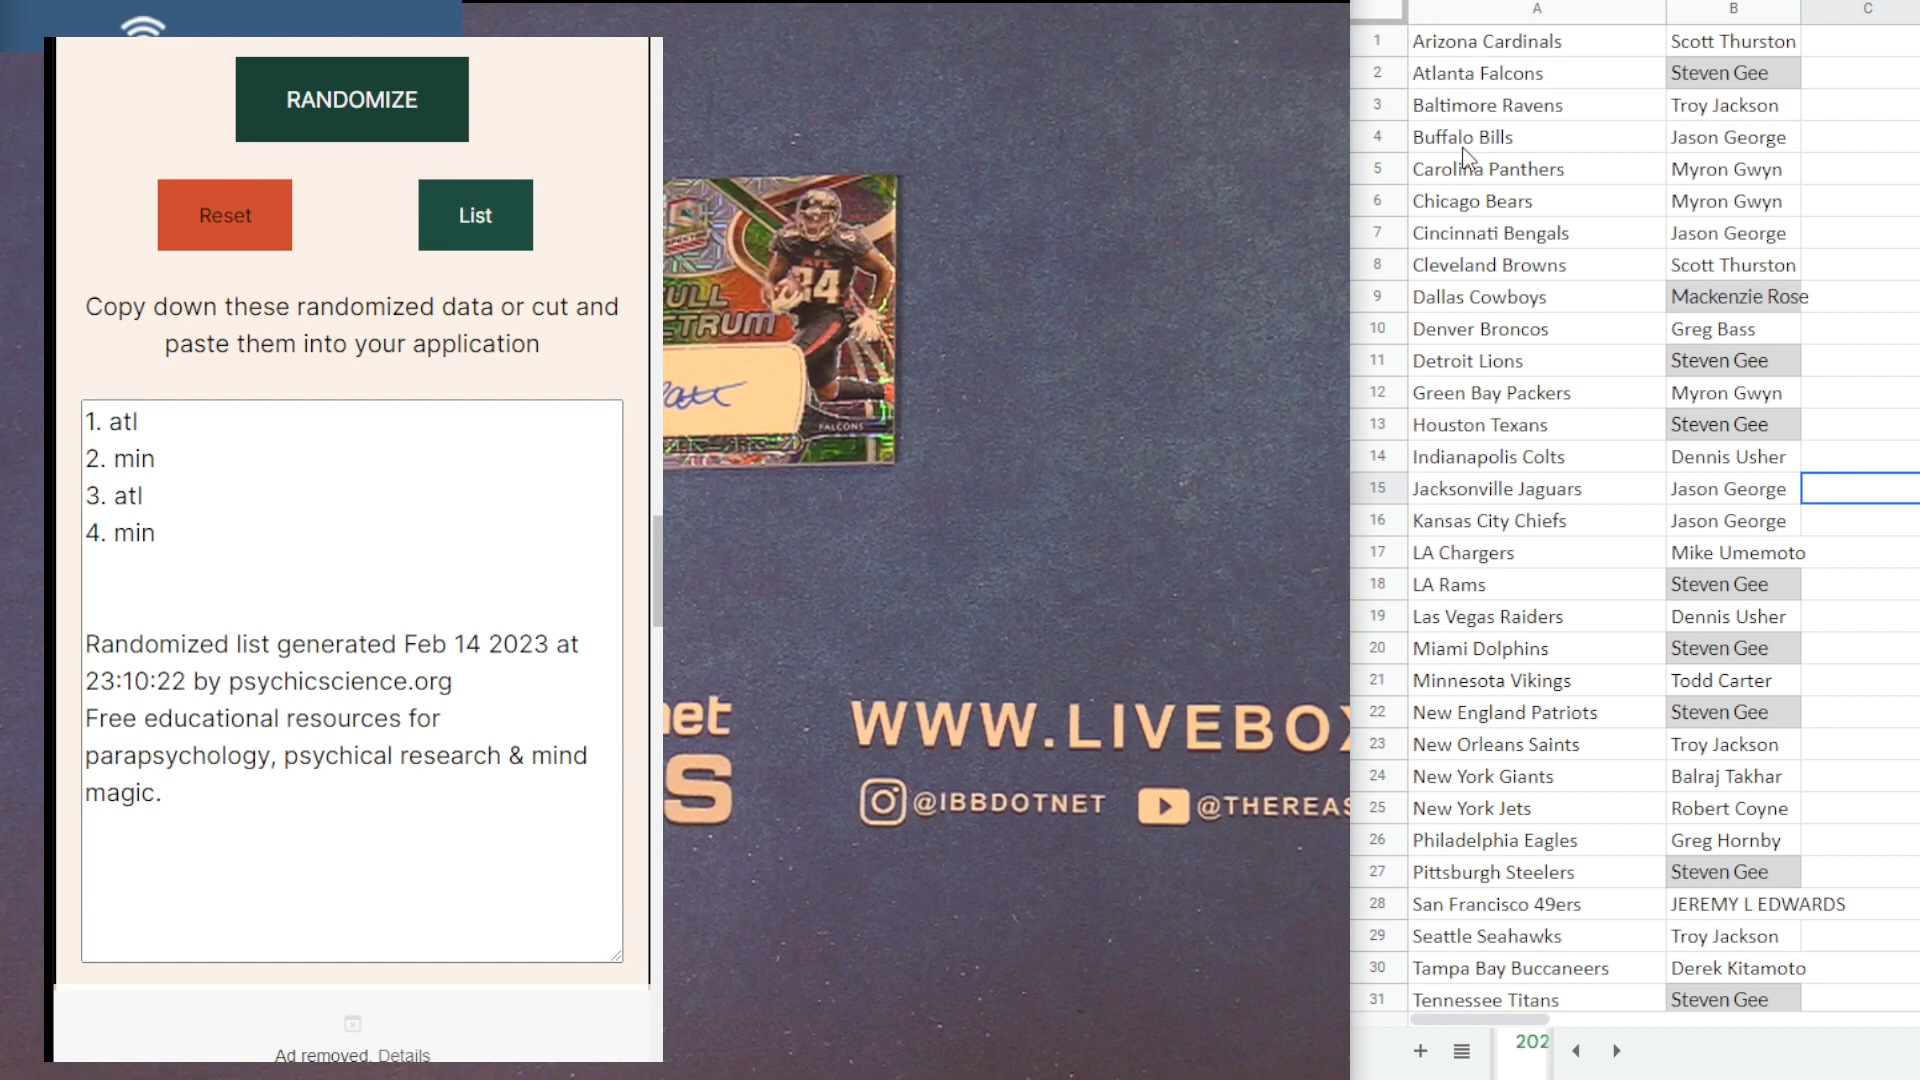 RANDOMIZE
Reset
List
Copy down these randomized data or cut and
paste them into your application
1. atl
2. min
3. atl
4. min
Randomized list generated Feb 14 2023 at
23:10:22 by psychicscience.org
Free educational resources for
parapsychology, psychical research & mind
magic.
Ad removed. Details
ATL
24
FALCONS
WWW.LIVEBOX
@IBBDOTNET
@THEREAS
A B C
1 Arizona Cardinals Scott Thurston
2 Atlanta Falcons Steven Gee
3 Baltimore Ravens Troy Jackson
4 Buffalo Bills Jason George
5 Carolina Panthers Myron Gwyn
6 Chicago Bears Myron Gwyn
7 Cincinnati Bengals Jason George
8 Cleveland Browns Scott Thurston
9 Dallas Cowboys Mackenzie Rose
10 Denver Broncos Greg Bass
11 Detroit Lions Steven Gee
12 Green Bay Packers Myron Gwyn
13 Houston Texans Steven Gee
14 Indianapolis Colts Dennis Usher
15 Jacksonville Jaguars Jason George
16 Kansas City Chiefs Jason George
17 LA Chargers Mike Umemoto
18 LA Rams Steven Gee
19 Las Vegas Raiders Dennis Usher
20 Miami Dolphins Steven Gee
21 Minnesota Vikings Todd Carter
22 New England Patriots Steven Gee
23 New Orleans Saints Troy Jackson
24 New York Giants Balraj Takhar
25 New York Jets Robert Coyne
26 Philadelphia Eagles Greg Hornby
27 Pittsburgh Steelers Steven Gee
28 San Francisco 49ers JEREMY L EDWARDS
29 Seattle Seahawks Troy Jackson
30 Tampa Bay Buccaneers Derek Kitamoto
31 Tennessee Titans Steven Gee
202